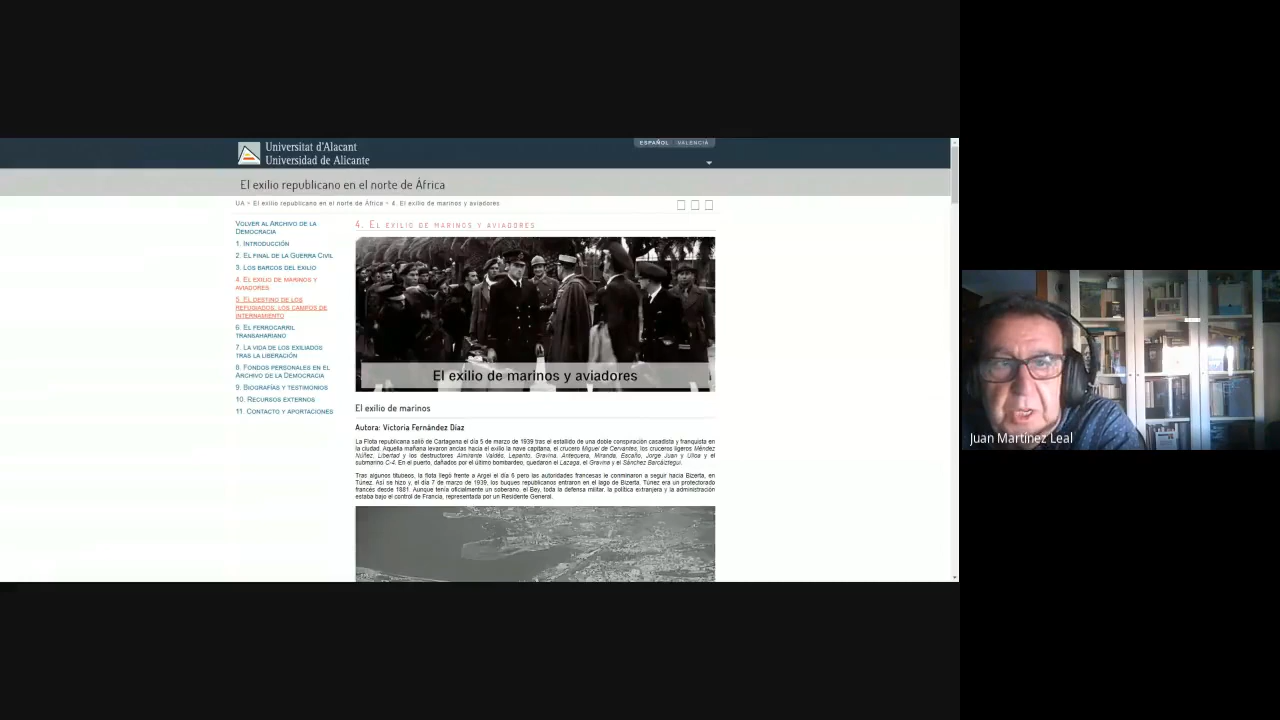 Universitat d'Alacant
Universidad de Alicante
ESPAÑOL VALENCIÀ
El exilio republicano en el norte de África
UA > El exilio republicano en el norte de África > 4. El exilio de marinos y aviadores
VOLVER AL ARCHIVO DE LA
DEMOCRACIA
1. INTRODUCCIÓN
2. EL FINAL DE LA GUERRA CIVIL
3. LOS BARCOS DEL EXILIO
4. EL EXILIO DE MARINOS Y
AVIADORES
5. EL DESTINO DE LOS
REFUGIADOS: LOS CAMPOS DE
INTERNAMIENTO
6. EL FERROCARRIL
TRANSAHARIANO
7. LA VIDA DE LOS EXILIADOS
TRAS LA LIBERACIÓN
8. FONDOS PERSONALES EN EL
ARCHIVO DE LA DEMOCRACIA
9. BIOGRAFÍAS Y TESTIMONIOS
10. RECURSOS EXTERNOS
11. CONTACTO Y APORTACIONES
4. EL EXILIO DE MARINOS Y AVIADORES
El exilio de marinos y aviadores
El exilio de marinos
Autora: Victoria Fernández Díaz
La Flota republicana salió de Cartagena el día 5 de marzo de 1939 tras el estallido de una doble conspiración casadista y franquista en
la ciudad. Aquella mañana levaron anclas hacia el exilio la nave capitana, el crucero Miguel de Cervantes, los cruceros ligeros Méndez
Núñez, Libertad y los destructores Almirante Valdés, Lepanto, Gravina, Antequera, Miranda, Escaño, Jorge Juan y Ulloa y el
submarino C-4. En el puerto, dañados por el último bombardeo, quedaron el Lazaga, el Gravina y el Sánchez Barcáiztegui.
Tras algunos titubeos, la flota llegó frente a Argel el día 6 pero las autoridades francesas le conminaron a seguir hacia Bizerta, en
Túnez. Así se hizo y, el día 7 de marzo de 1939, los buques republicanos entraron en el lago de Bizerta. Túnez era un protectorado
francés desde 1881. Aunque tenía oficialmente un soberano, el Bey, toda la defensa militar, la política extranjera y la administración
estaba bajo el control de Francia, representada por un Residente General.
Juan Martínez Leal